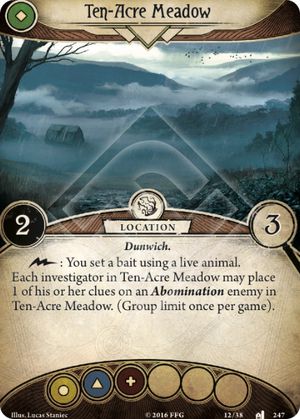 Ten-Acre Meadow
2
LOCATION
3
Dunwich.
: You set a bait using a live animal.
Each investigator in Ten-Acre Meadow may place
1 of his or her clues on an Abomination enemy in
Ten-Acre Meadow. (Group limit once per game).
Illus. Lucas Staniec
© 2016 FFG
12/38
247